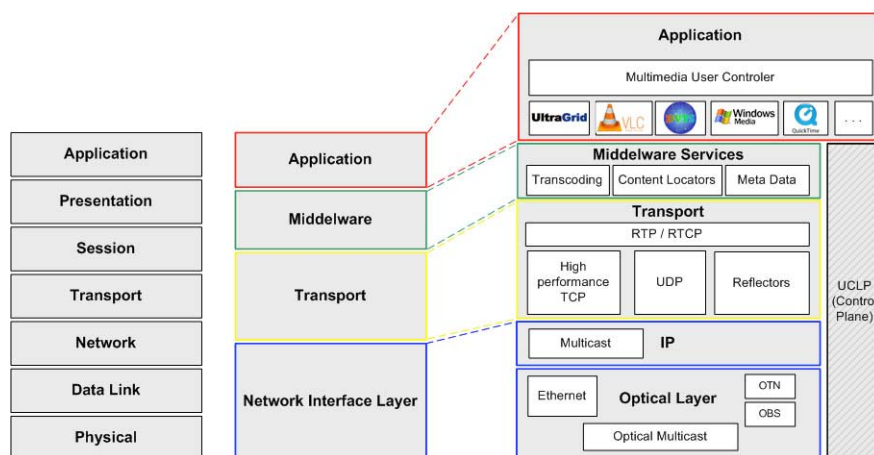 Application
Presentation
Session
Transport
Network
Data Link
Physical
Application
Middelware
Transport
Network Interface Layer
Application
Multimedia User Controler
UltraGrid
VLC
Windows
Media
QuickTime
. . .
Middelware Services
Transcoding
Content Locators
Meta Data
Transport
RTP / RTCP
High
performance
TCP
UDP
Reflectors
Multicast
IP
Ethernet
Optical Layer
OTN
OBS
Optical Multicast
UCLP
(Control
Plane)